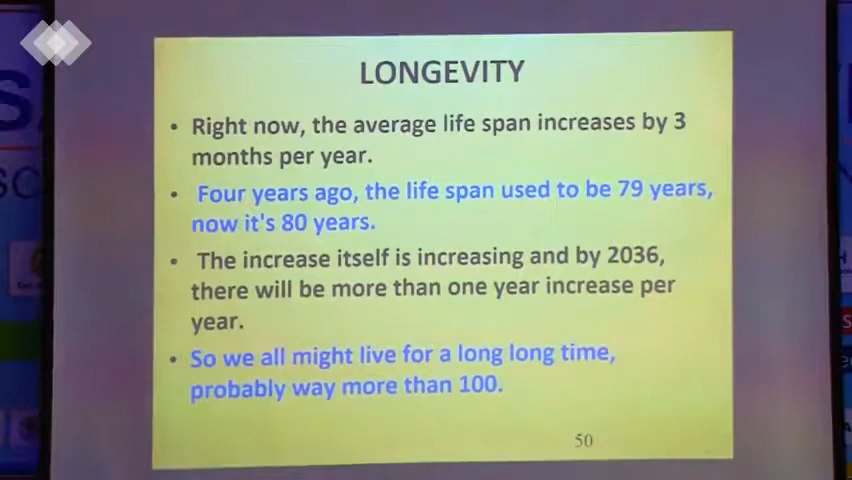 LONGEVITY
• Right now, the average life span increases by 3
months per year.
• Four years ago, the life span used to be 79 years,
now it's 80 years.
• The increase itself is increasing and by 2036,
there will be more than one year increase per
year.
• So we all might live for a long long time,
probably way more than 100.
50